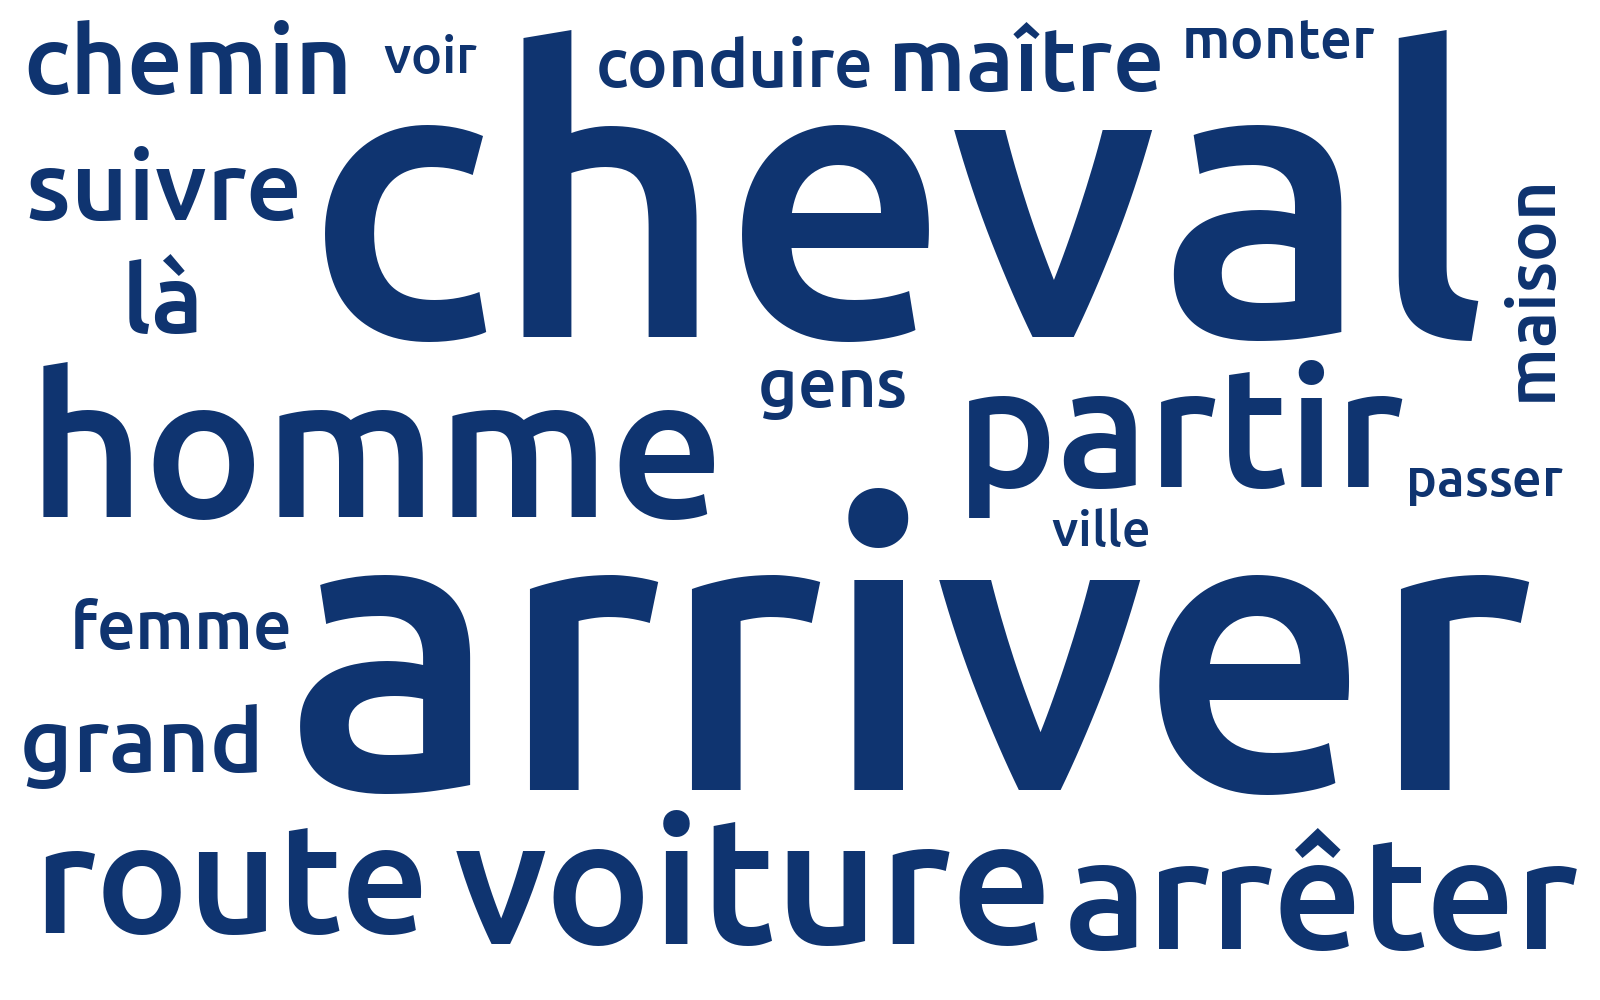 chemin
voir
conduire
maître
monter
cheval
suivre
là
maison
homme
gens
partir
passer
ville
arriver
femme
grand
route
voiture
arrêter